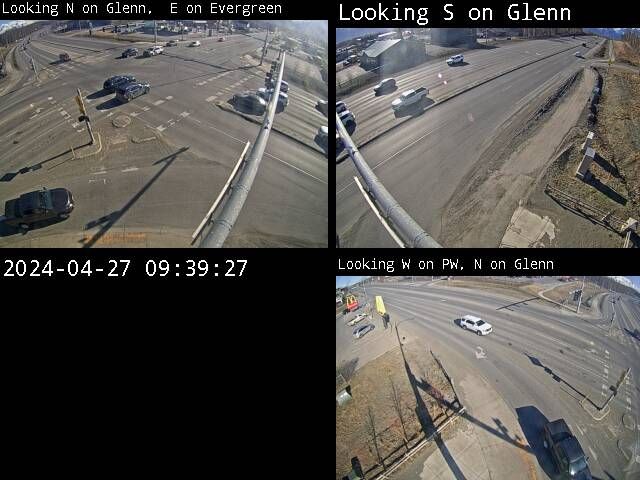 Looking N on Glenn,  E on Evergreen
Looking S on Glenn
2024-04-27 09:39:27
Looking W on PW, N on Glenn